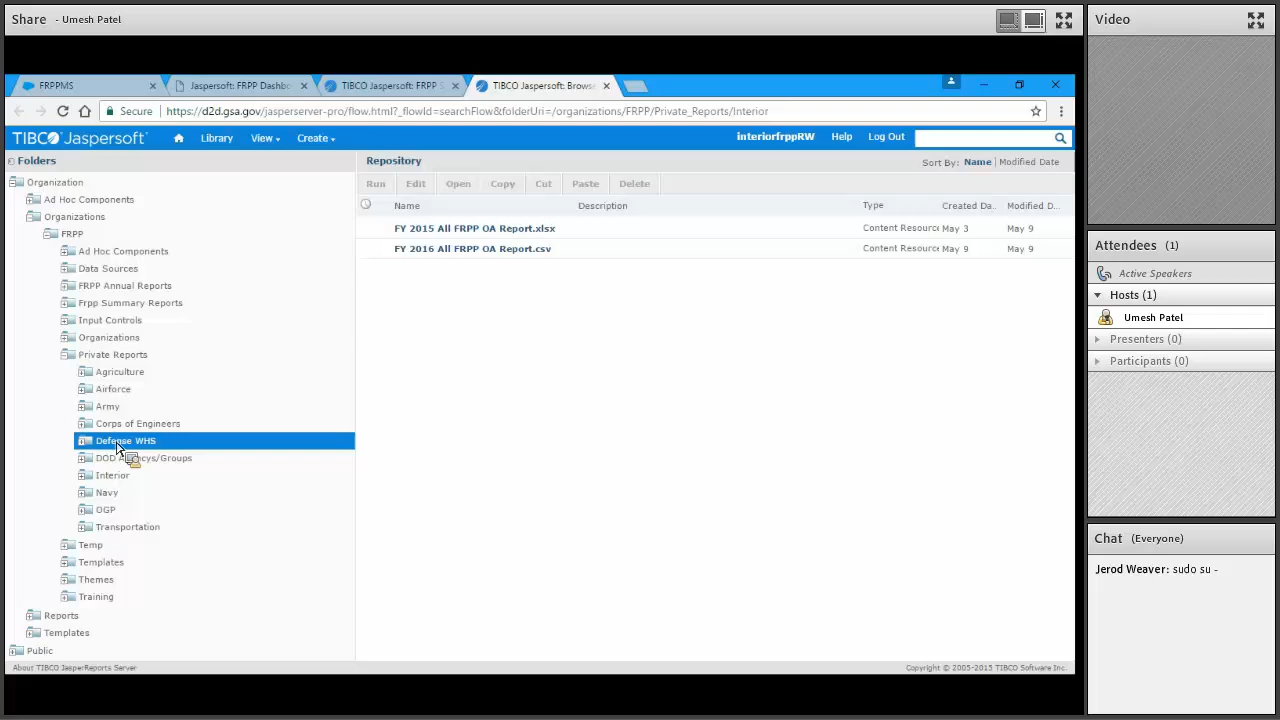 Share - Umesh Patel
FRPPMS
Jaspersoft: FRPP Dashbo
TIBCO Jaspersoft: FRPP S
TIBCO Jaspersoft: Brows
Secure https://d2d.gsa.gov/jasperserver-pro/flow.html?_flowId=searchFlow&folderUri=/organizations/FRPP/Private_Reports/Interior
TIBCO Jaspersoft Library View Create interiorfrppRW Help Log Out
Folders
Organization
Ad Hoc Components
Organizations
FRPP
Ad Hoc Components
Data Sources
FRPP Annual Reports
Frpp Summary Reports
Input Controls
Organizations
Private Reports
Agriculture
Airforce
Army
Corps of Engineers
Defense WHS
DOD cys/Groups
Interior
Navy
OGP
Transportation
Temp
Templates
Themes
Training
Reports
Templates
Public
Repository
Sort By: Name | Modified Date
Run Edit Open Copy Cut Paste Delete
Name Description Type Created Da.. Modified D...
FY 2015 All FRPP OA Report.xlsx Content Resource May 3 May 9
FY 2016 All FRPP OA Report.csv Content Resource May 9 May 9
About TIBCO JasperReports Server
Copyright © 2005-2015 TIBCO Software Inc.
Video
Attendees (1)
Active Speakers
Hosts (1)
Umesh Patel
Presenters (0)
Participants (0)
Chat (Everyone)
Jerod Weaver: sudo su -